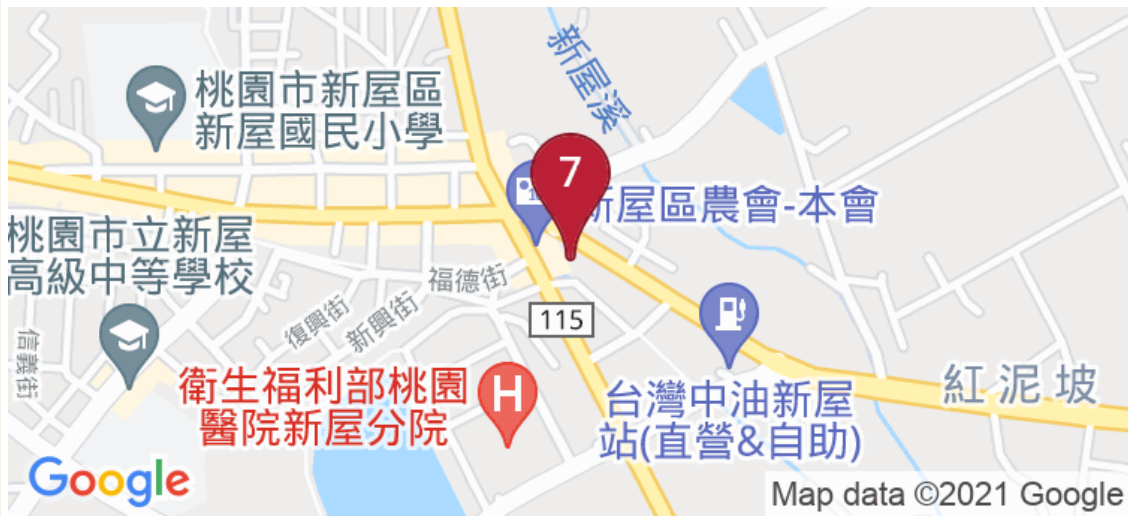 新屋溪
桃園市新屋區
新屋國民小學
7
新屋區農會-本會
桃園市立新屋
高級中等學校
福德街
復興街
新興街
115
信義街
衛生福利部桃園
醫院新屋分院
H
台灣中油新屋
站(直營&自助)
紅泥坡
Google
Map data ©2021 Google